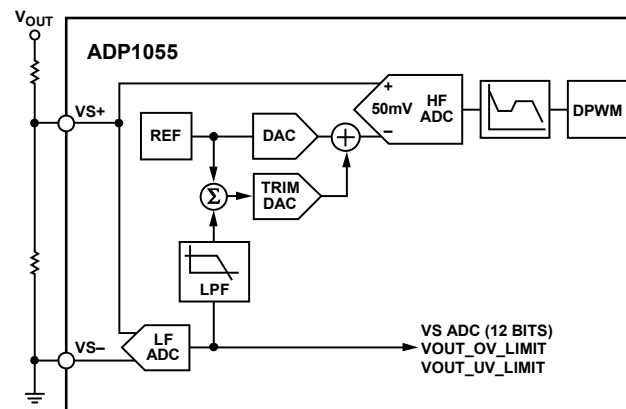 VOUT
ADP1055
VS+
+
50mV
HF
ADC
–
DPWM
REF
DAC
+
Σ
TRIM
DAC
LPF
VS–
LF
ADC
VS ADC (12 BITS)
VOUT_OV_LIMIT
VOUT_UV_LIMIT